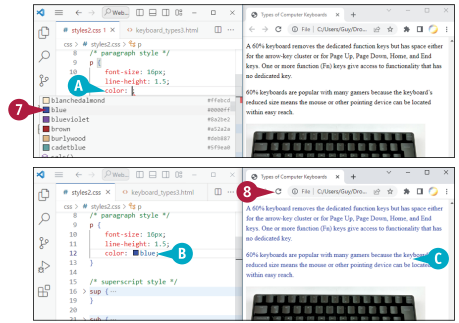 Web...
# styles2.css 1 × <> keyboard_types3.html
css > # styles2.css > p
8 /* paragraph style */
9 p {
10 font-size: 16px;
11 line-height: 1.5;
A
color: ;
blanchedalmond #ffebcd
7
blue #0000ff
blueviolet #8a2be2
brown #a52a2a
burlywood #deb887
cadetblue #5f9ea0
Types of Computer Keyboards
File C:/Users/Guy/Dro...
A 60% keyboard removes the dedicated function keys but has space either
for the arrow-key cluster or for Page Up, Page Down, Home, and End
keys. One or more function (Fn) keys give access to functionality that has
no dedicated key.
60% keyboards are popular with many gamers because the keyboard's
reduced size means the mouse or other pointing device can be located
within easy reach.
Web...
# styles2.css × <> keyboard_types3.html
css > # styles2.css > p
8 /* paragraph style */
9 p {
10 font-size: 16px;
11 line-height: 1.5;
12 color: blue;
B
13 }
14
15 /* superscript style */
16 > sup { ...
19 }
20
21 > sub { ...
Types of Computer Keyboards
8
File C:/Users/Guy/Dro...
A 60% keyboard removes the dedicated function keys but has space either
for the arrow-key cluster or for Page Up, Page Down, Home, and End
keys. One or more function (Fn) keys give access to functionality that has
no dedicated key.
60% keyboards are popular with many gamers because the
C
reduced size means the mouse or other pointing device can be located
within easy reach.